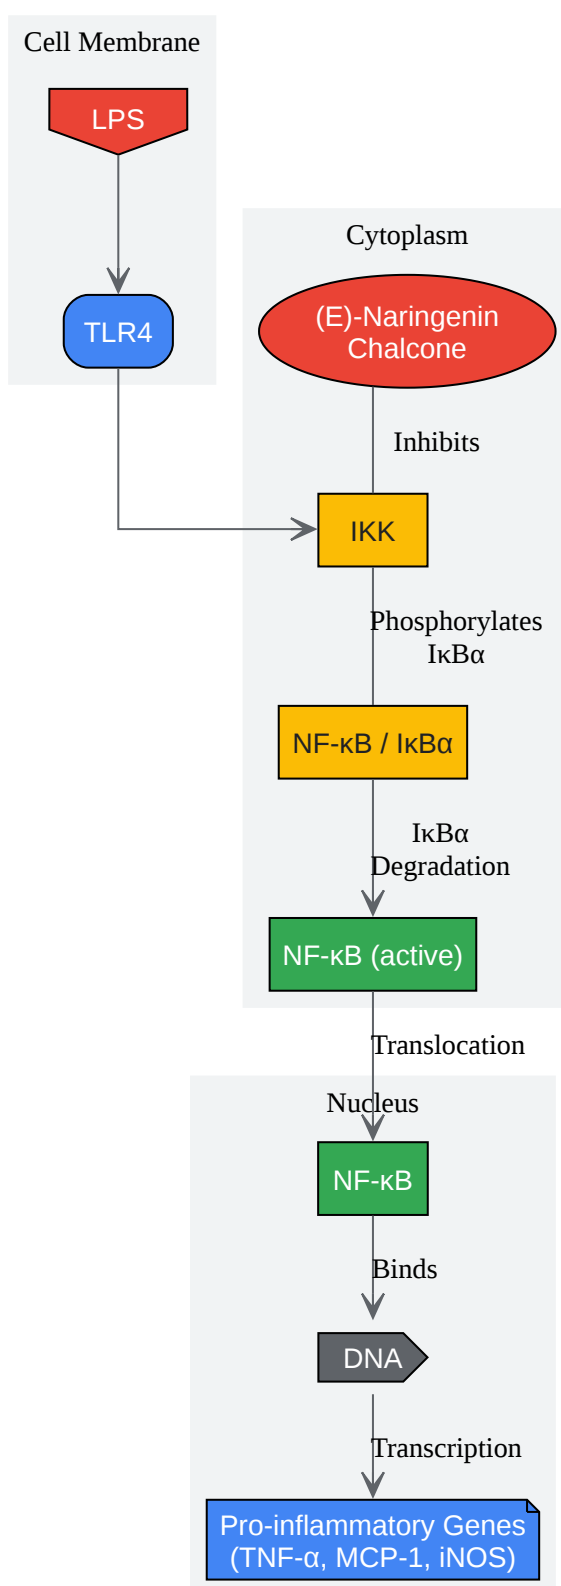 Cell Membrane
LPS
TLR4
Cytoplasm
(E)-Naringenin
Chalcone
Inhibits
IKK
Phosphorylates
IκBα
NF-κB / IκBα
IκBα
Degradation
NF-κB (active)
Translocation
Nucleus
NF-κB
Binds
DNA
Transcription
Pro-inflammatory Genes
(TNF-α, MCP-1, iNOS)